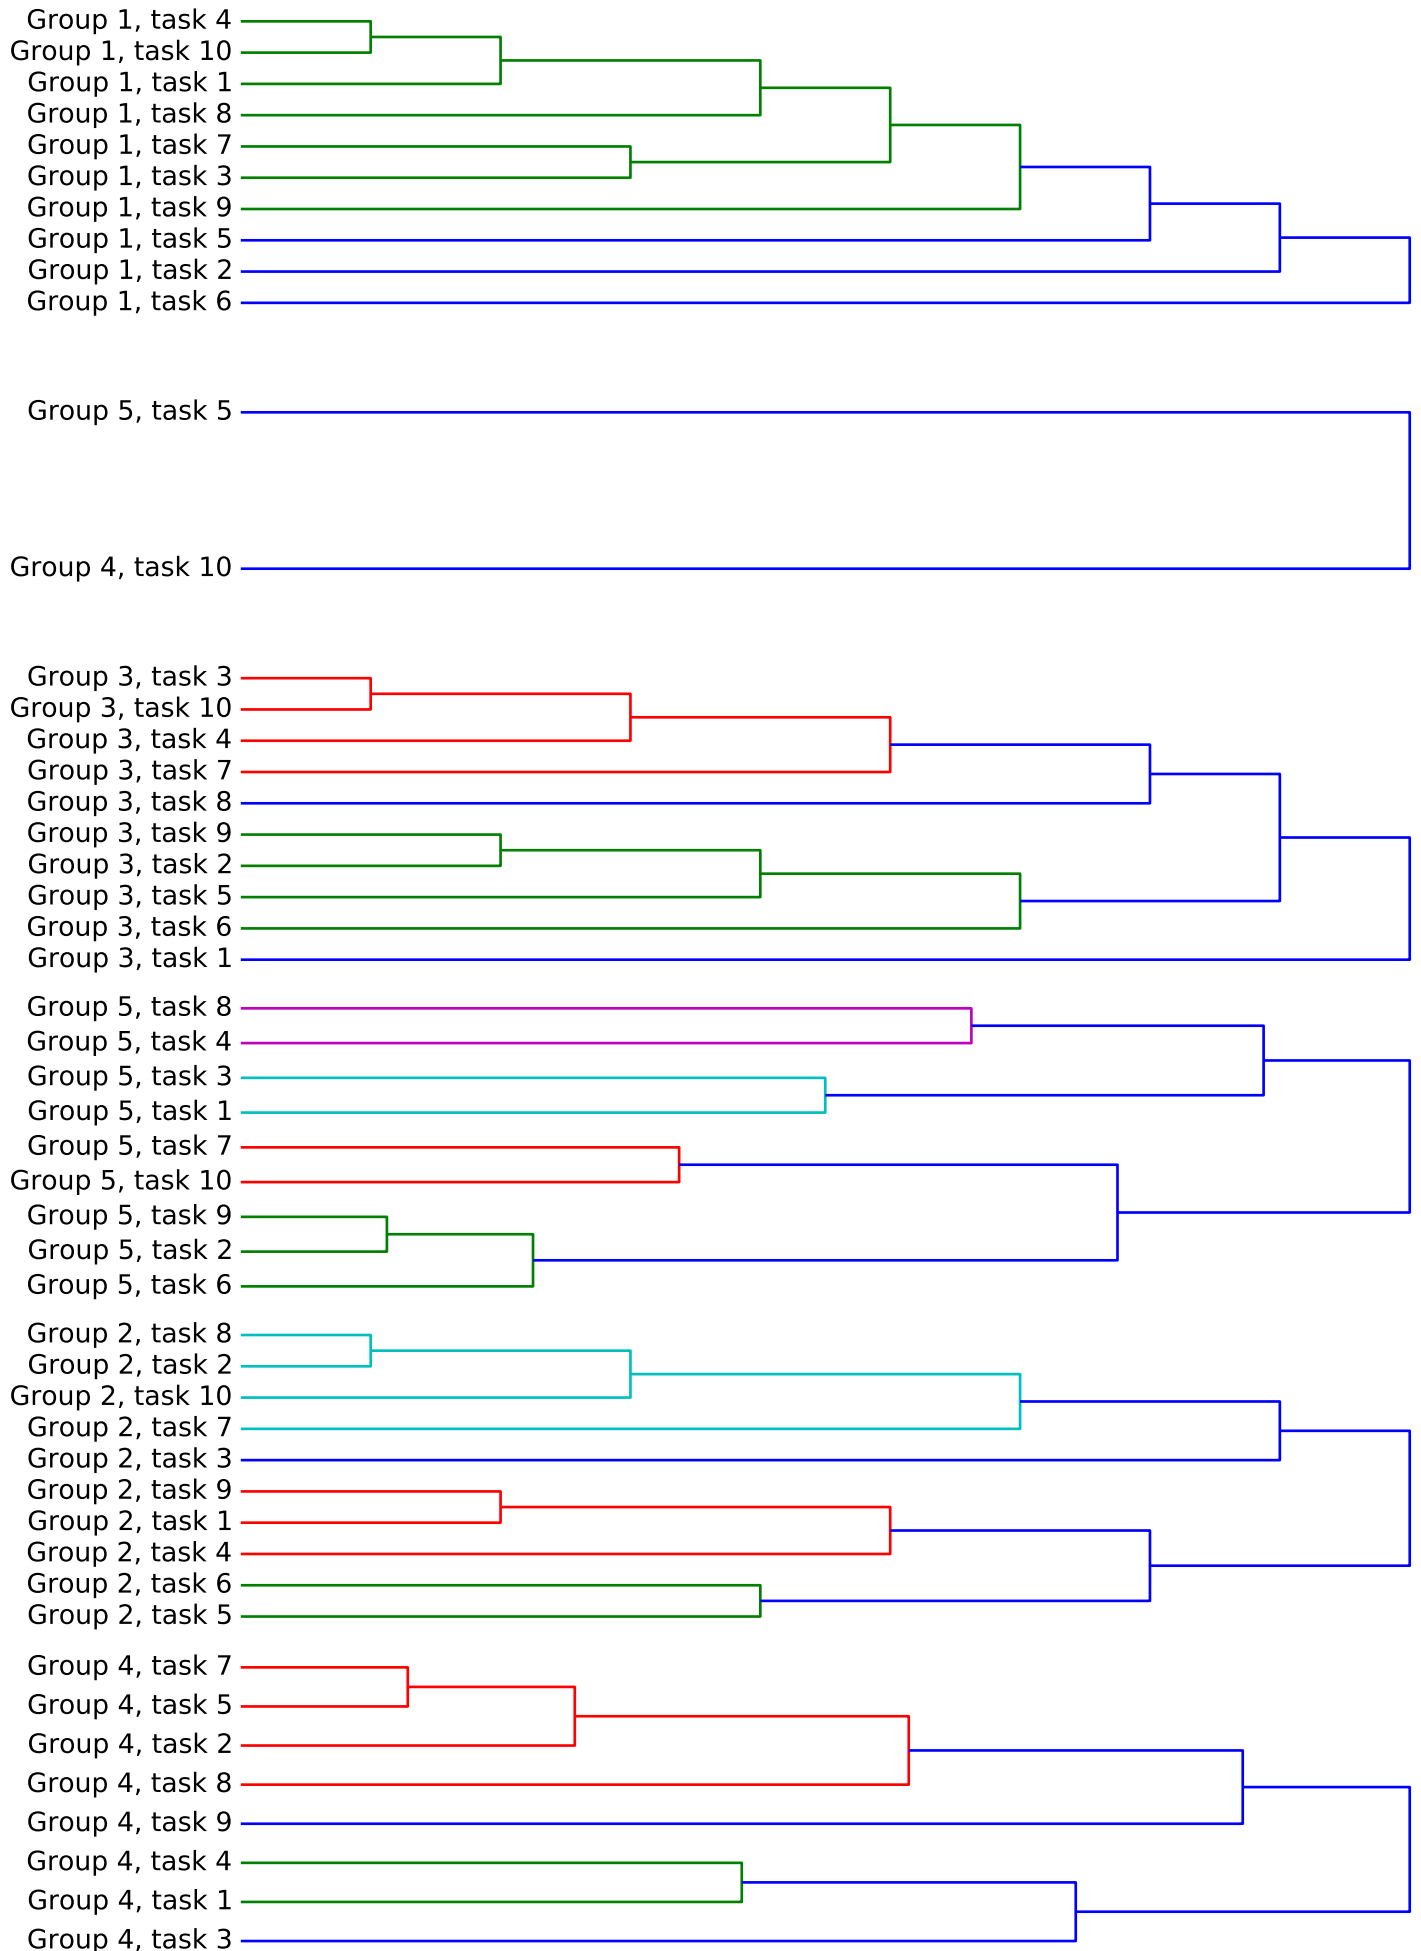 Group 1, task 4
Group 1, task 10
Group 1, task 1
Group 1, task 8
Group 1, task 7
Group 1, task 3
Group 1, task 9
Group 1, task 5
Group 1, task 2
Group 1, task 6
Group 5, task 5
Group 4, task 10
Group 3, task 3
Group 3, task 10
Group 3, task 4
Group 3, task 7
Group 3, task 8
Group 3, task 9
Group 3, task 2
Group 3, task 5
Group 3, task 6
Group 3, task 1
Group 5, task 8
Group 5, task 4
Group 5, task 3
Group 5, task 1
Group 5, task 7
Group 5, task 10
Group 5, task 9
Group 5, task 2
Group 5, task 6
Group 2, task 8
Group 2, task 2
Group 2, task 10
Group 2, task 7
Group 2, task 3
Group 2, task 9
Group 2, task 1
Group 2, task 4
Group 2, task 6
Group 2, task 5
Group 4, task 7
Group 4, task 5
Group 4, task 2
Group 4, task 8
Group 4, task 9
Group 4, task 4
Group 4, task 1
Group 4, task 3